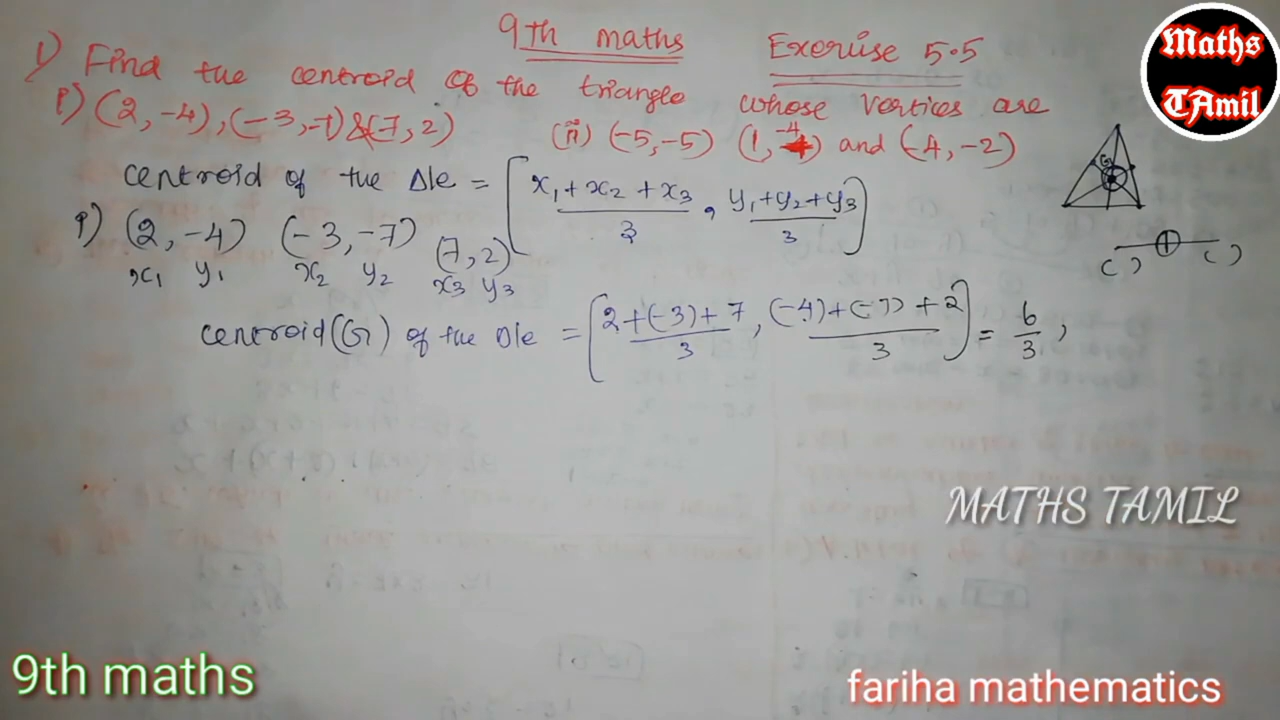 9th maths Exercise 5.5
1) Find the centroid of the triangle whose vertices are
i) (2, -4), (-3, -7) & (7, 2) (ii) (-5, -5) (1, -4) and (-4, -2)
centroid of the Δle = [ x1 + x2 + x3 / 3 , y1 + y2 + y3 / 3 ]
i) (2, -4) (-3, -7) (7, 2)
x1 y1 x2 y2 x3 y3
centroid (G) of the Δle = [ 2+(-3)+7 / 3 , (-4)+(-7)+2 / 3 ] = 6/3 ,
G
( ) ( )
Maths
TAmil
MATHS TAMIL
9th maths
fariha mathematics